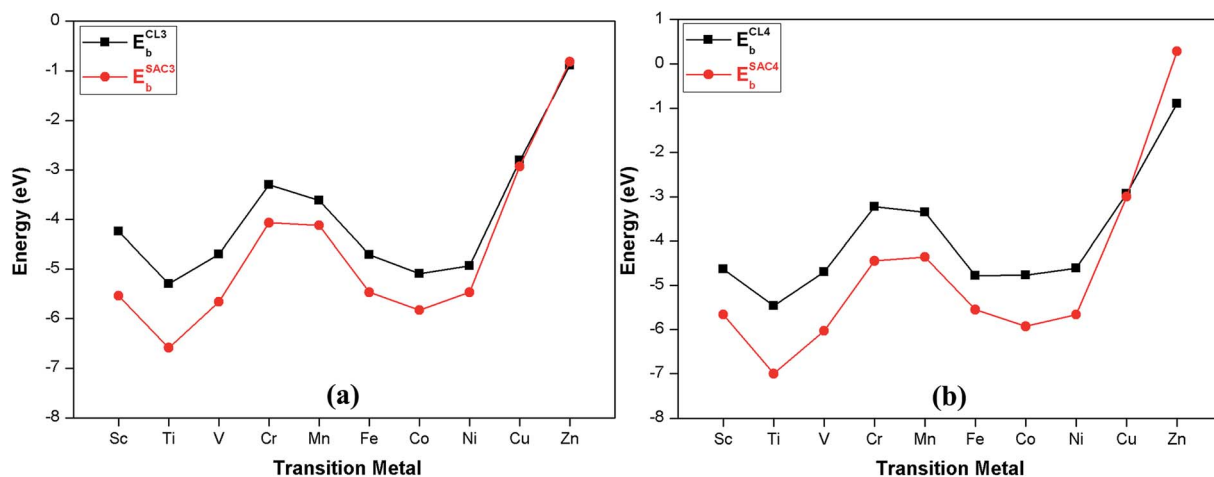 0
-1
-2
-3
-4
-5
-6
-7
-8
Energy (eV)
E_b^CL3
E_b^SAC3
(a)
Sc Ti V Cr Mn Fe Co Ni Cu Zn
Transition Metal
1
0
-1
-2
-3
-4
-5
-6
-7
-8
Energy (eV)
E_b^CL4
E_b^SAC4
(b)
Sc Ti V Cr Mn Fe Co Ni Cu Zn
Transition Metal